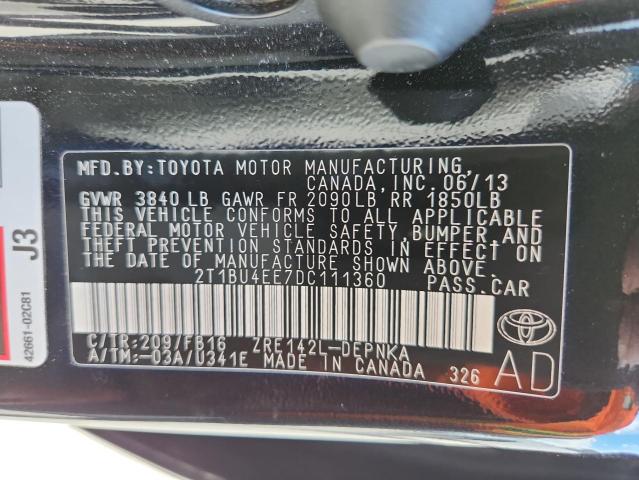 MFD.BY:TOYOTA MOTOR MANUFACTURING,
CANADA,INC.06/13
GVWR 3840LB GAWR FR 2090LB RR 1850LB
THIS VEHICLE CONFORMS TO ALL APPLICABLE
FEDERAL MOTOR VEHICLE SAFETY,BUMPER,AND
THEFT PREVENTION STANDARDS IN EFFECT ON
THE DATE OF MANUFACTURE SHOWN ABOVE.
2T1BU4EE7DC111360 PASS.CAR
C/TR:209/FB16 ZRE142L-DEPNKA
A/TM:-03A/U341E MADE IN CANADA 326
AD
J3
42661-02C81